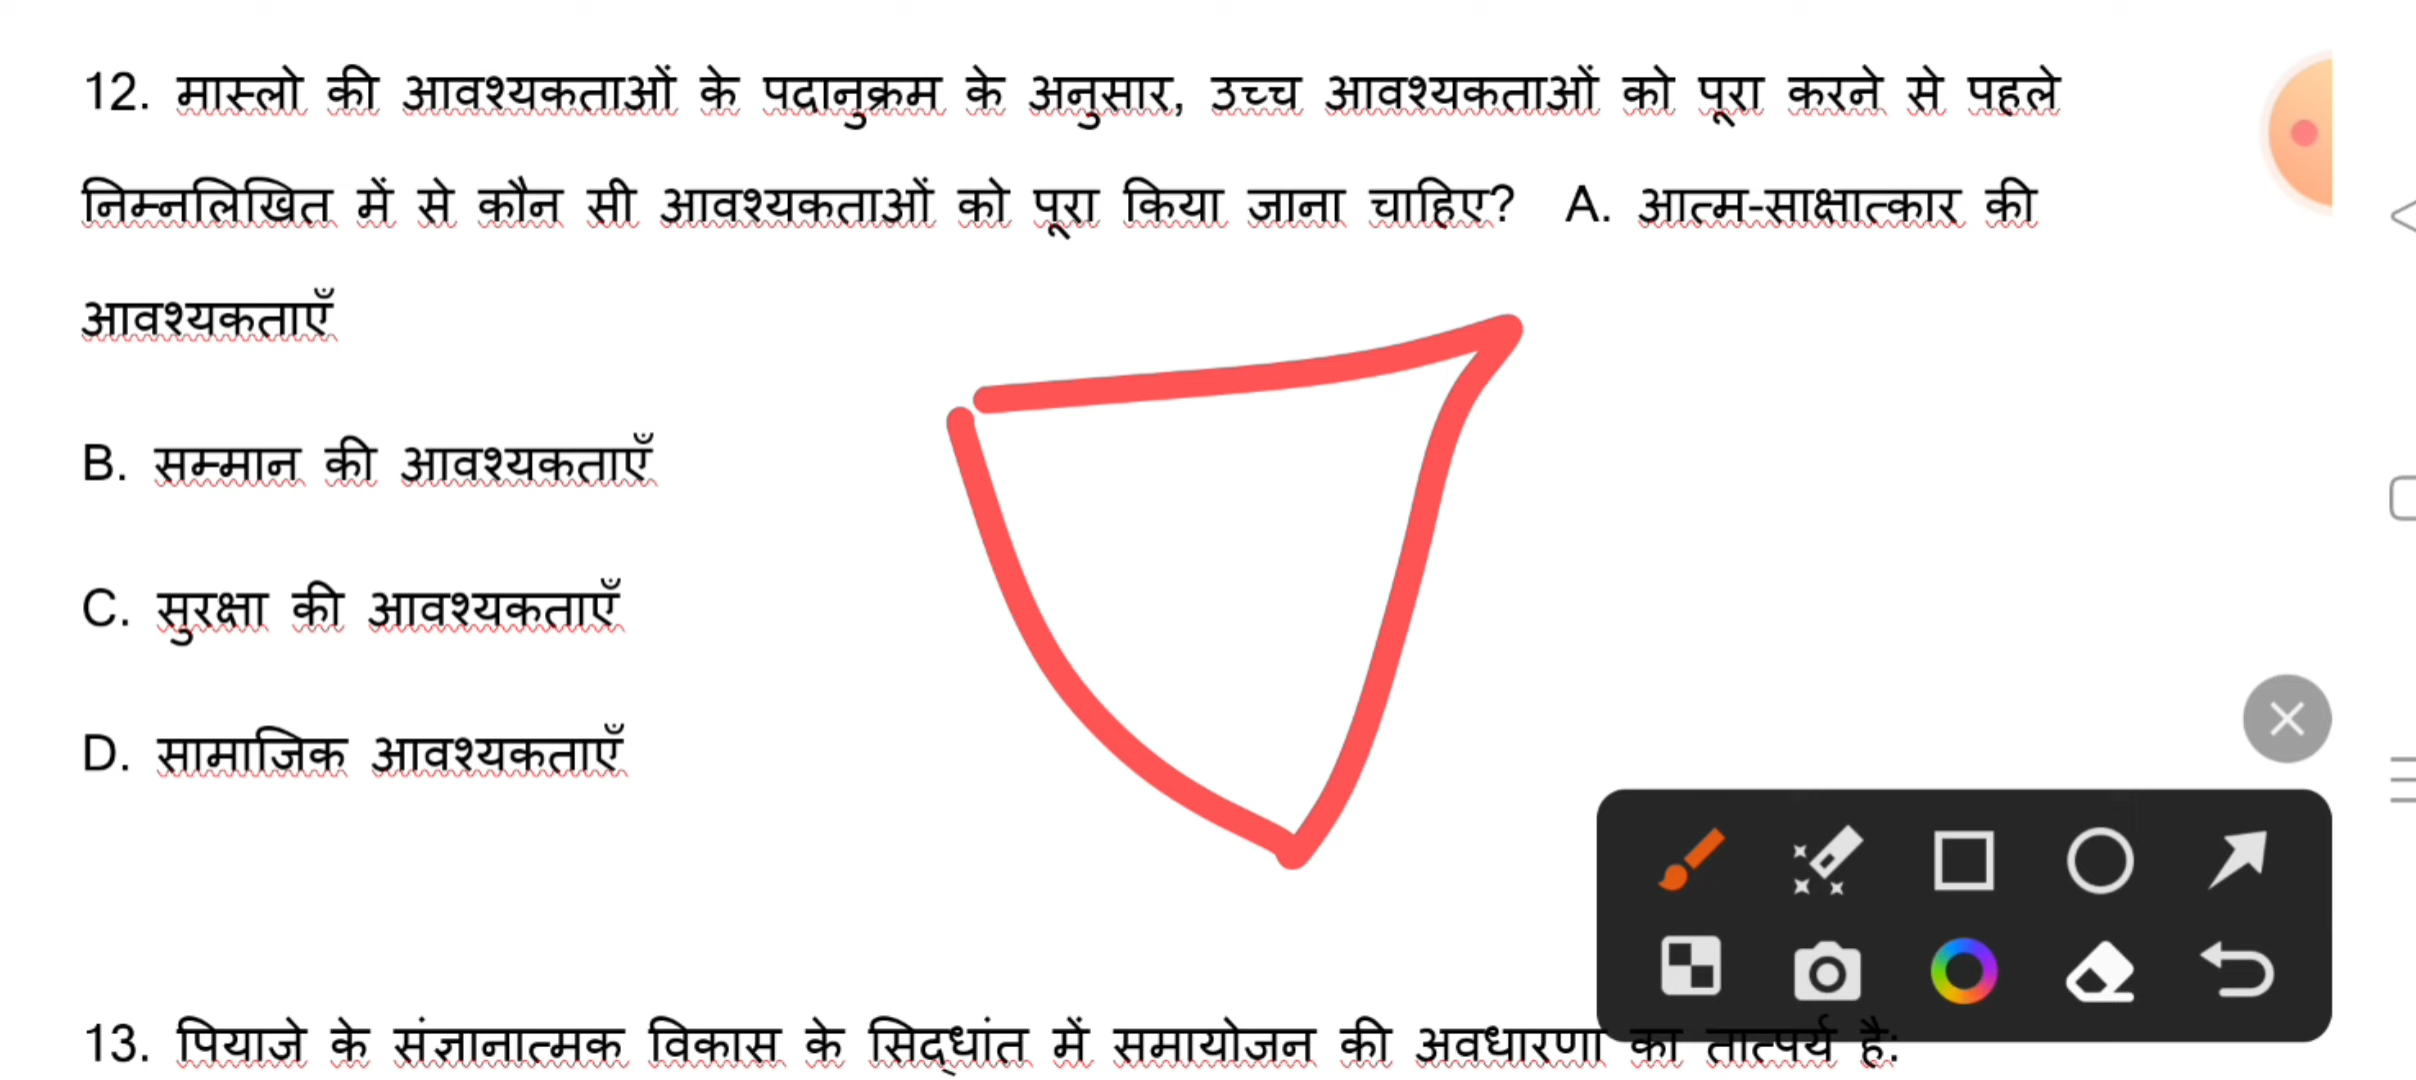 12. मास्लो की आवश्यकताओं के पदानुक्रम के अनुसार, उच्च आवश्यकताओं को पूरा करने से पहले
निम्नलिखित में से कौन सी आवश्यकताओं को पूरा किया जाना चाहिए? A. आत्म-साक्षात्कार की
आवश्यकताएँ
B. सम्मान की आवश्यकताएँ
C. सुरक्षा की आवश्यकताएँ
D. सामाजिक आवश्यकताएँ
13. पियाजे के संज्ञानात्मक विकास के सिद्धांत में समायोजन की अवधारणा का तात्पर्य है: